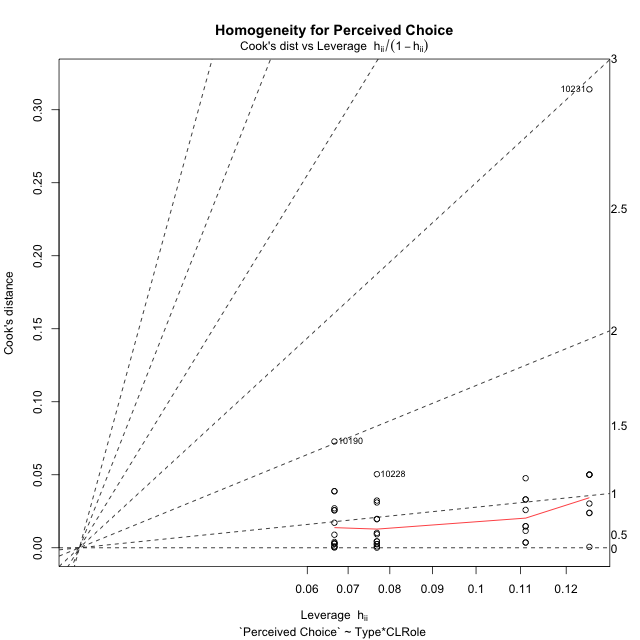 Homogeneity for Perceived Choice
Cook's dist vs Leverage hii/(1 − hii)
3
10231
0.30
2.5
0.25
0.20
2
0.15
1.5
0.10
10190
10228
0.05
1
0.5
0.00
0
Cook's distance
0.06 0.07 0.08 0.09 0.1 0.11 0.12
Leverage hii
`Perceived Choice` ~ Type*CLRole